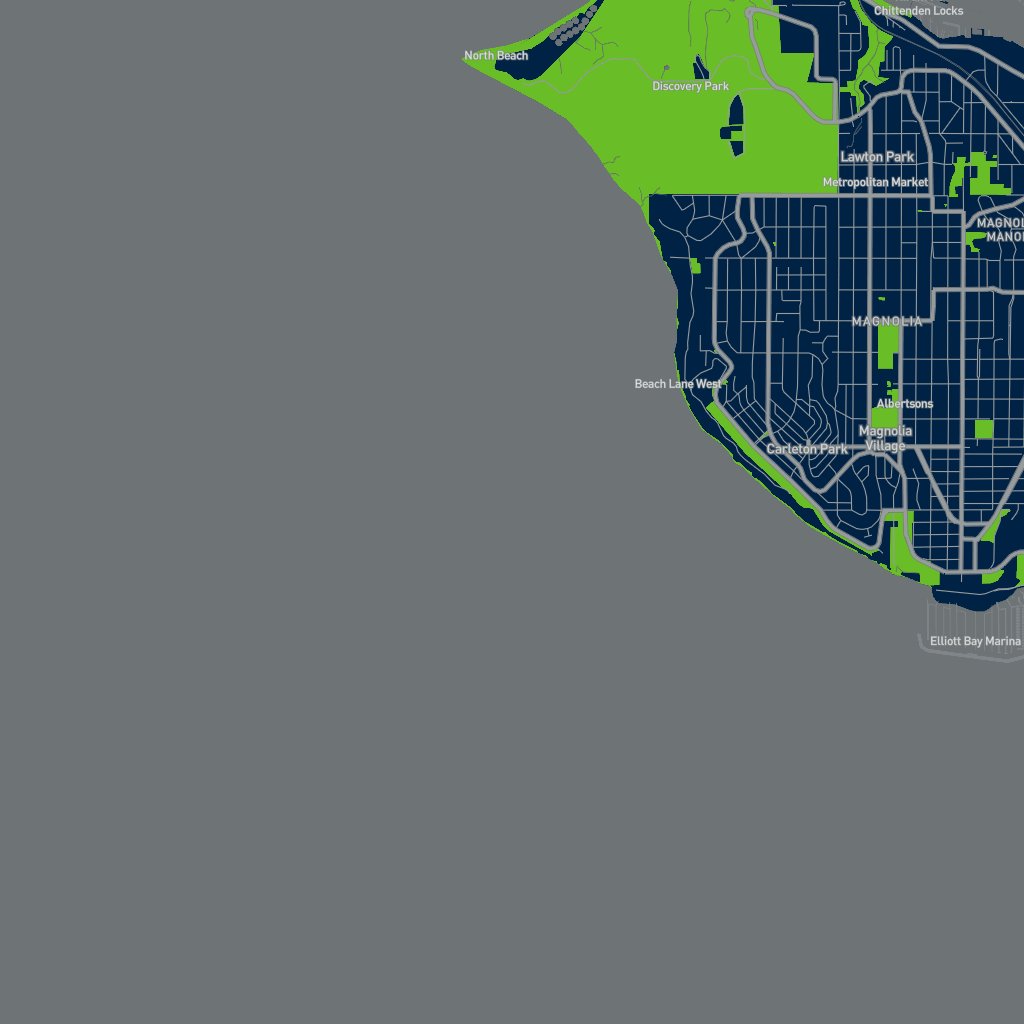 Chittenden Locks
North Beach
Discovery Park
Lawton Park
Metropolitan Market
MAGNOL
MANO
MAGNOLIA
Beach Lane West
Albertsons
Magnolia
Village
Carleton Park
Elliott Bay Marina